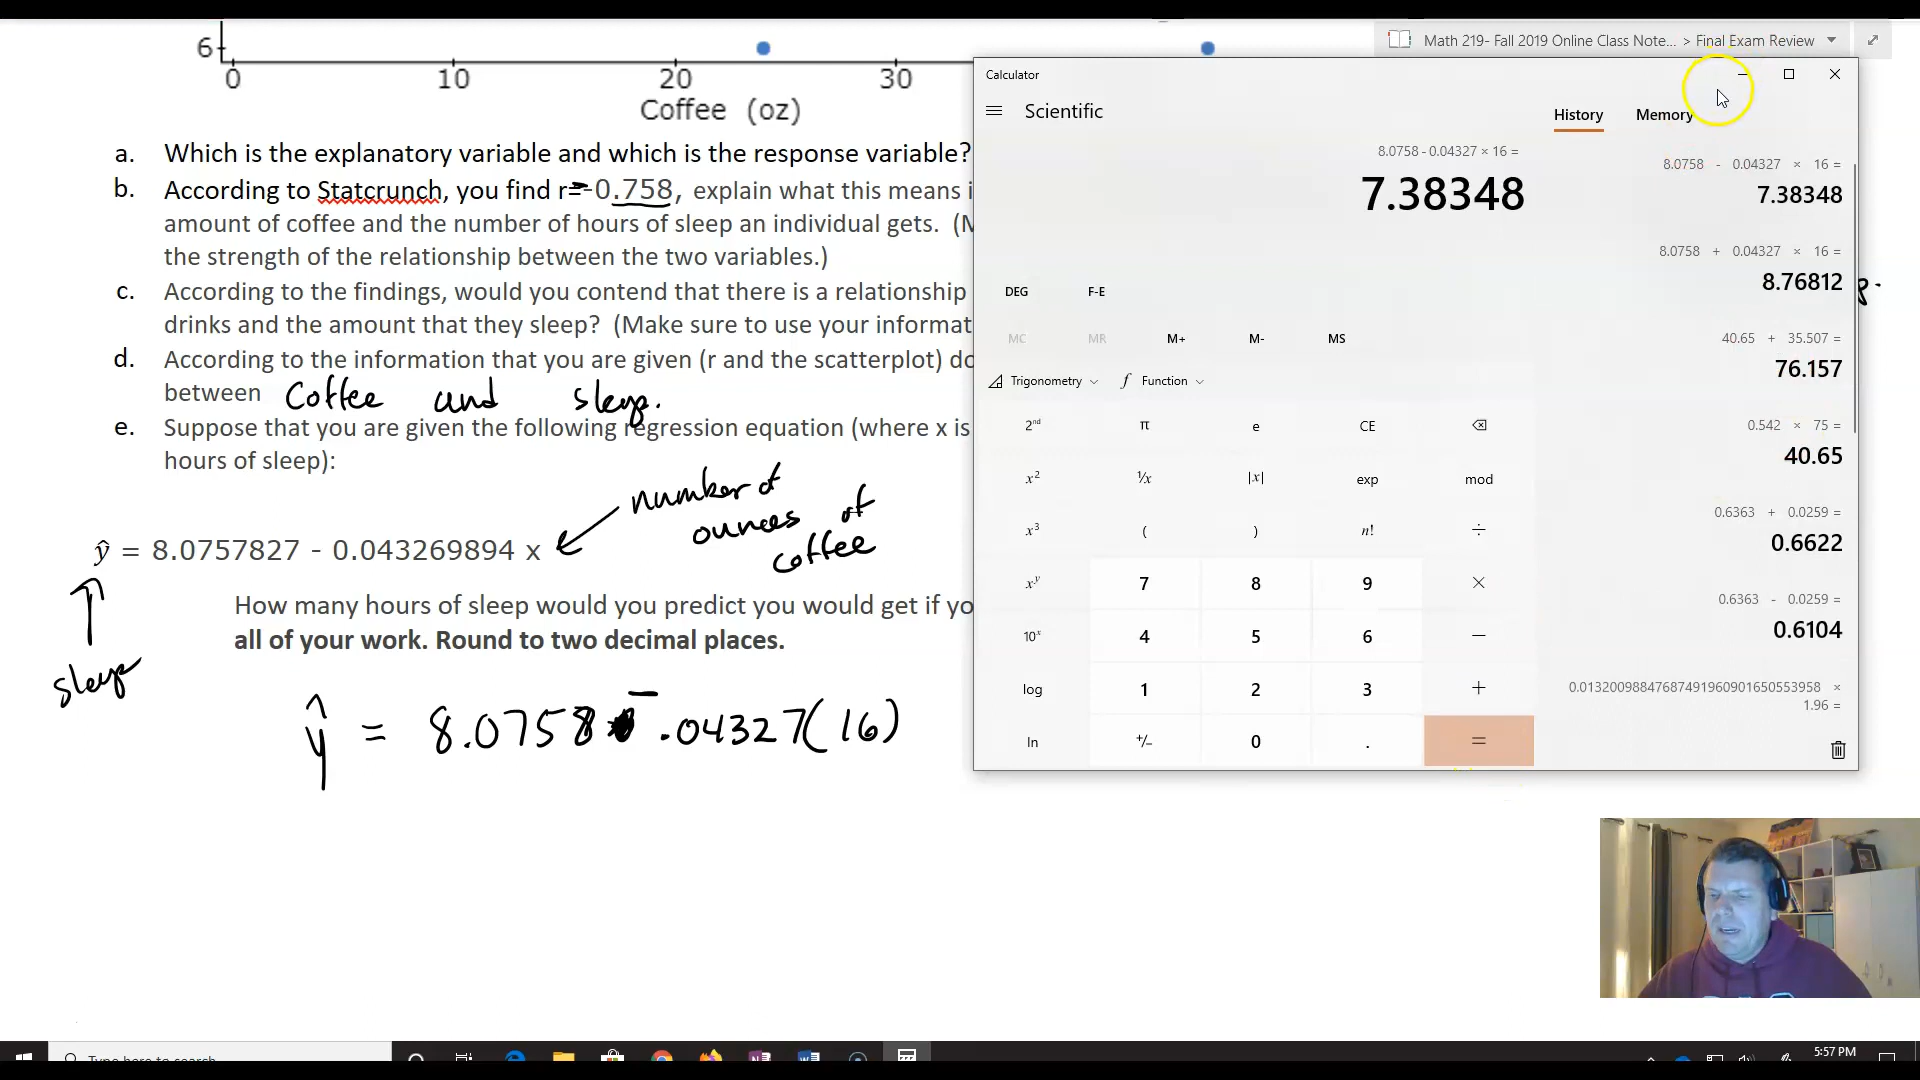 6
0 10 20 30
Coffee (oz)
Math 219- Fall 2019 Online Class Note... > Final Exam Review
a. Which is the explanatory variable and which is the response variable?
b. According to Statcrunch, you find r=-0.758, explain what this means i
amount of coffee and the number of hours of sleep an individual gets. (M
the strength of the relationship between the two variables.)
c. According to the findings, would you contend that there is a relationship
drinks and the amount that they sleep? (Make sure to use your informat
d. According to the information that you are given (r and the scatterplot) do
between Coffee and sleep.
e. Suppose that you are given the following regression equation (where x is
hours of sleep):
number of
ounces of
coffee
ŷ = 8.0757827 - 0.043269894 x
sleep
How many hours of sleep would you predict you would get if yo
all of your work. Round to two decimal places.
ŷ = 8.0758 - .04327(16)
Calculator
Scientific
History Memory
8.0758 - 0.04327 × 16 =
7.38348
DEG F-E
MC MR M+ M- MS
Trigonometry Function
2nd π e CE
x² ¹/x |x| exp mod
x³ ( ) n! ÷
xʸ 7 8 9 ×
10ˣ 4 5 6 −
log 1 2 3 +
ln +/− 0 . =
8.0758 - 0.04327 × 16 =
7.38348
8.0758 + 0.04327 × 16 =
8.76812
40.65 + 35.507 =
76.157
0.542 × 75 =
40.65
0.6363 + 0.0259 =
0.6622
0.6363 - 0.0259 =
0.6104
0.01320098847687491960901650553958 ×
1.96 =
Type here to search
5:57 PM